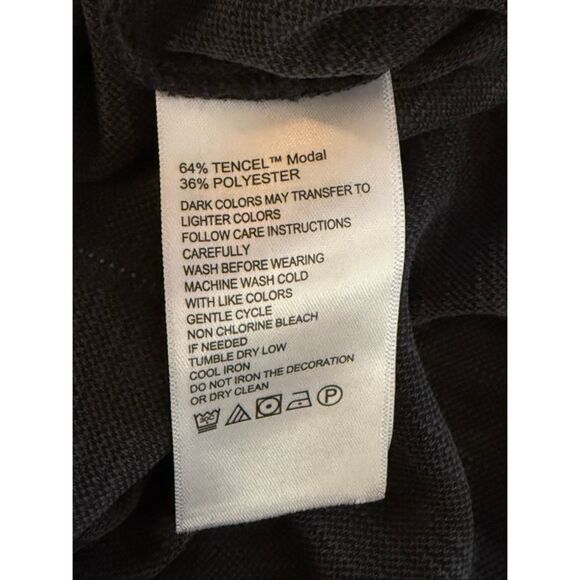 64% TENCEL™ Modal
36% POLYESTER
DARK COLORS MAY TRANSFER TO
LIGHTER COLORS
FOLLOW CARE INSTRUCTIONS
CAREFULLY
WASH BEFORE WEARING
MACHINE WASH COLD
WITH LIKE COLORS
GENTLE CYCLE
NON CHLORINE BLEACH
IF NEEDED
TUMBLE DRY LOW
COOL IRON
DO NOT IRON THE DECORATION
OR DRY CLEAN
P